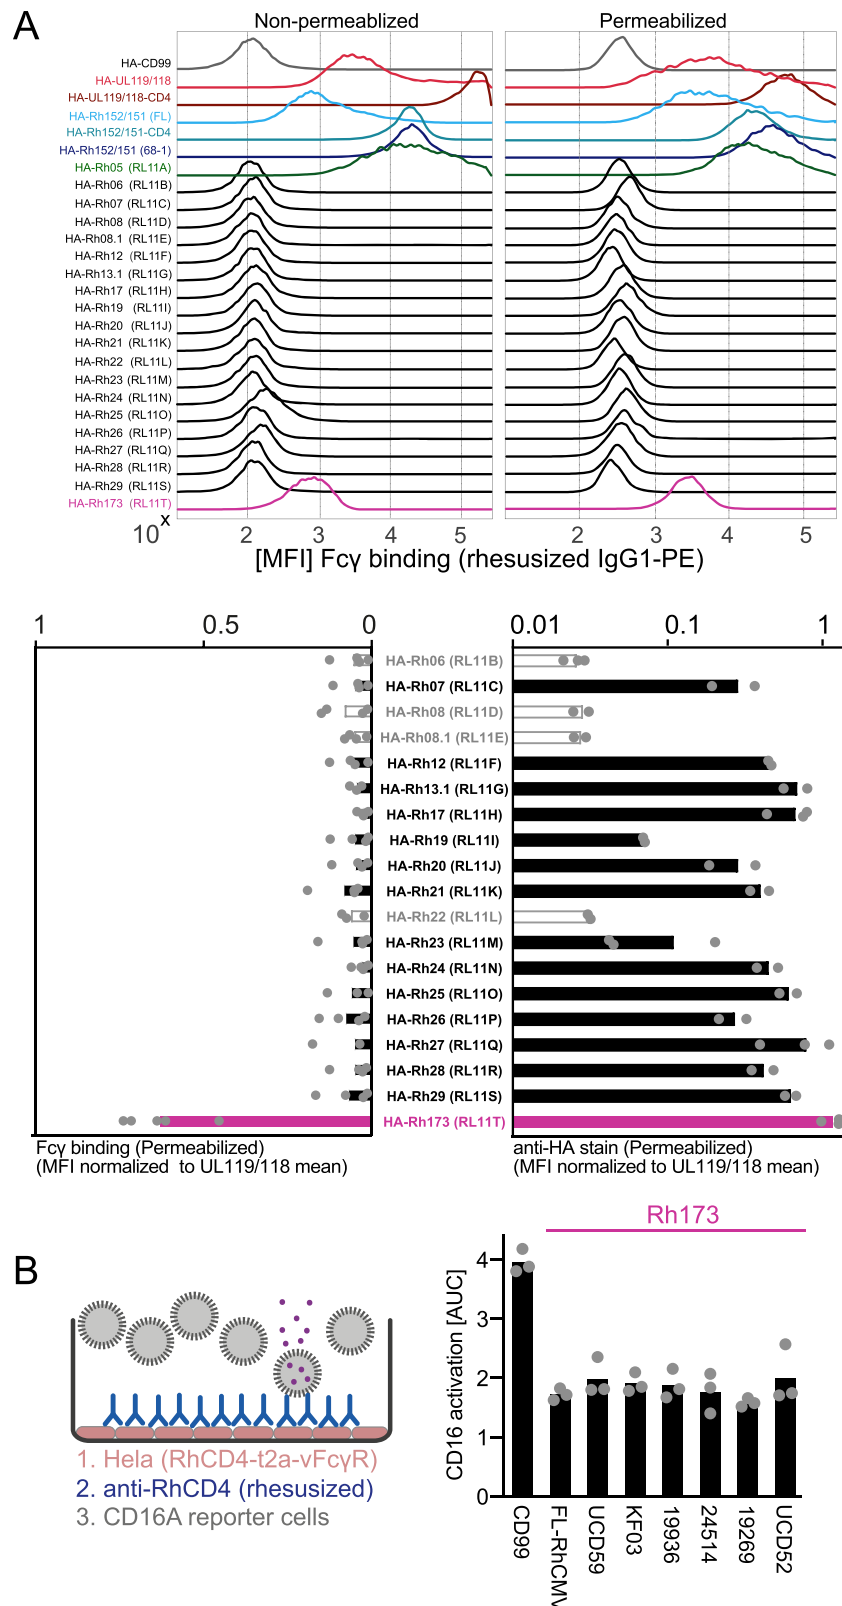 A
Non-permeablized
Permeabilized
HA-CD99
HA-UL119/118
HA-UL119/118-CD4
HA-Rh152/151 (FL)
HA-Rh152/151-CD4
HA-Rh152/151 (68-1)
HA-Rh05 (RL11A)
HA-Rh06 (RL11B)
HA-Rh07 (RL11C)
HA-Rh08 (RL11D)
HA-Rh08.1 (RL11E)
HA-Rh12 (RL11F)
HA-Rh13.1 (RL11G)
HA-Rh17 (RL11H)
HA-Rh19 (RL11I)
HA-Rh20 (RL11J)
HA-Rh21 (RL11K)
HA-Rh22 (RL11L)
HA-Rh23 (RL11M)
HA-Rh24 (RL11N)
HA-Rh25 (RL11O)
HA-Rh26 (RL11P)
HA-Rh27 (RL11Q)
HA-Rh28 (RL11R)
HA-Rh29 (RL11S)
HA-Rh173 (RL11T)
10x 2 3 4 5 2 3 4 5
[MFI] Fcγ binding (rhesusized IgG1-PE)
1 0.5 0 0.01 0.1 1
HA-Rh06 (RL11B)
HA-Rh07 (RL11C)
HA-Rh08 (RL11D)
HA-Rh08.1 (RL11E)
HA-Rh12 (RL11F)
HA-Rh13.1 (RL11G)
HA-Rh17 (RL11H)
HA-Rh19 (RL11I)
HA-Rh20 (RL11J)
HA-Rh21 (RL11K)
HA-Rh22 (RL11L)
HA-Rh23 (RL11M)
HA-Rh24 (RL11N)
HA-Rh25 (RL11O)
HA-Rh26 (RL11P)
HA-Rh27 (RL11Q)
HA-Rh28 (RL11R)
HA-Rh29 (RL11S)
HA-Rh173 (RL11T)
Fcγ binding (Permeabilized)
(MFI normalized to UL119/118 mean)
anti-HA stain (Permeabilized)
(MFI normalized to UL119/118 mean)
B
1. Hela (RhCD4-t2a-vFcγR)
2. anti-RhCD4 (rhesusized)
3. CD16A reporter cells
Rh173
CD16 activation [AUC]
4
3
2
1
0
CD99
FL-RhCMV
UCD59
KF03
19936
24514
19269
UCD52